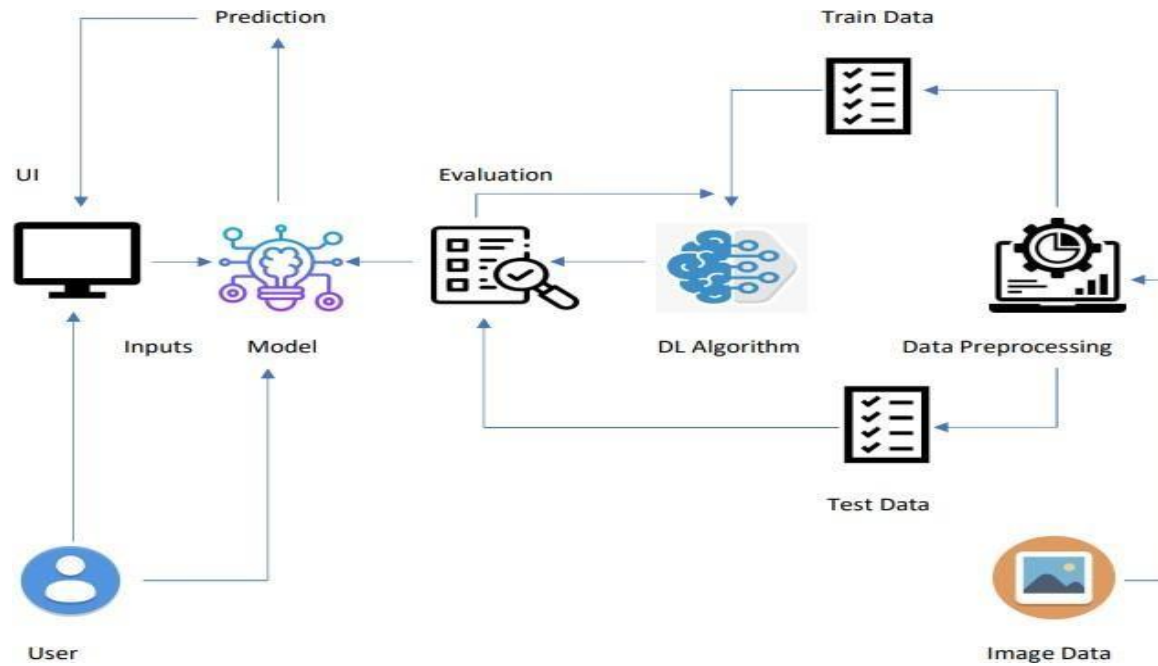 Prediction
Train Data
UI
Evaluation
Inputs
Model
DL Algorithm
Data Preprocessing
Test Data
User
Image Data